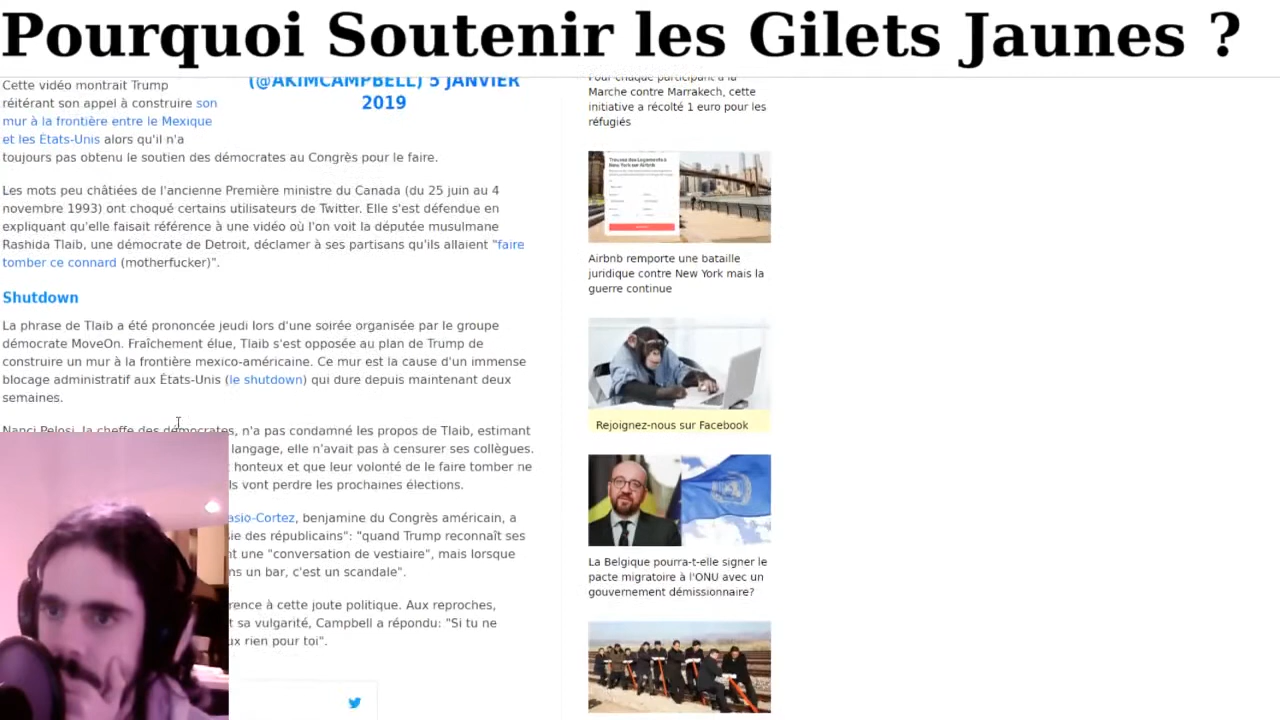 Pourquoi Soutenir les Gilets Jaunes ?
(@AKIMCAMPBELL) 5 JANVIER
2019
Cette vidéo montrait Trump
réitérant son appel à construire son
mur à la frontière entre le Mexique
et les États-Unis alors qu'il n'a
toujours pas obtenu le soutien des démocrates au Congrès pour le faire.
Les mots peu châtiées de l'ancienne Première ministre du Canada (du 25 juin au 4
novembre 1993) ont choqué certains utilisateurs de Twitter. Elle s'est défendue en
expliquant qu'elle faisait référence à une vidéo où l'on voit la députée musulmane
Rashida Tlaib, une démocrate de Detroit, déclamer à ses partisans qu'ils allaient "faire
tomber ce connard (motherfucker)".
Shutdown
La phrase de Tlaib a été prononcée jeudi lors d'une soirée organisée par le groupe
démocrate MoveOn. Fraîchement élue, Tlaib s'est opposée au plan de Trump de
construire un mur à la frontière mexico-américaine. Ce mur est la cause d'un immense
blocage administratif aux États-Unis (le shutdown) qui dure depuis maintenant deux
semaines.
Nanci Pelosi, la cheffe des démocrates, n'a pas condamné les propos de Tlaib, estimant
langage, elle n'avait pas à censurer ses collègues.
honteux et que leur volonté de le faire tomber ne
ls vont perdre les prochaines élections.
asio-Cortez, benjamine du Congrès américain, a
sie des républicains": "quand Trump reconnaît ses
nt une "conversation de vestiaire", mais lorsque
ns un bar, c'est un scandale".
rence à cette joute politique. Aux reproches,
t sa vulgarité, Campbell a répondu: "Si tu ne
ux rien pour toi".
Pour chaque participant à la
Marche contre Marrakech, cette
initiative a récolté 1 euro pour les
réfugiés
Airbnb remporte une bataille
juridique contre New York mais la
guerre continue
Rejoignez-nous sur Facebook
La Belgique pourra-t-elle signer le
pacte migratoire à l'ONU avec un
gouvernement démissionnaire?